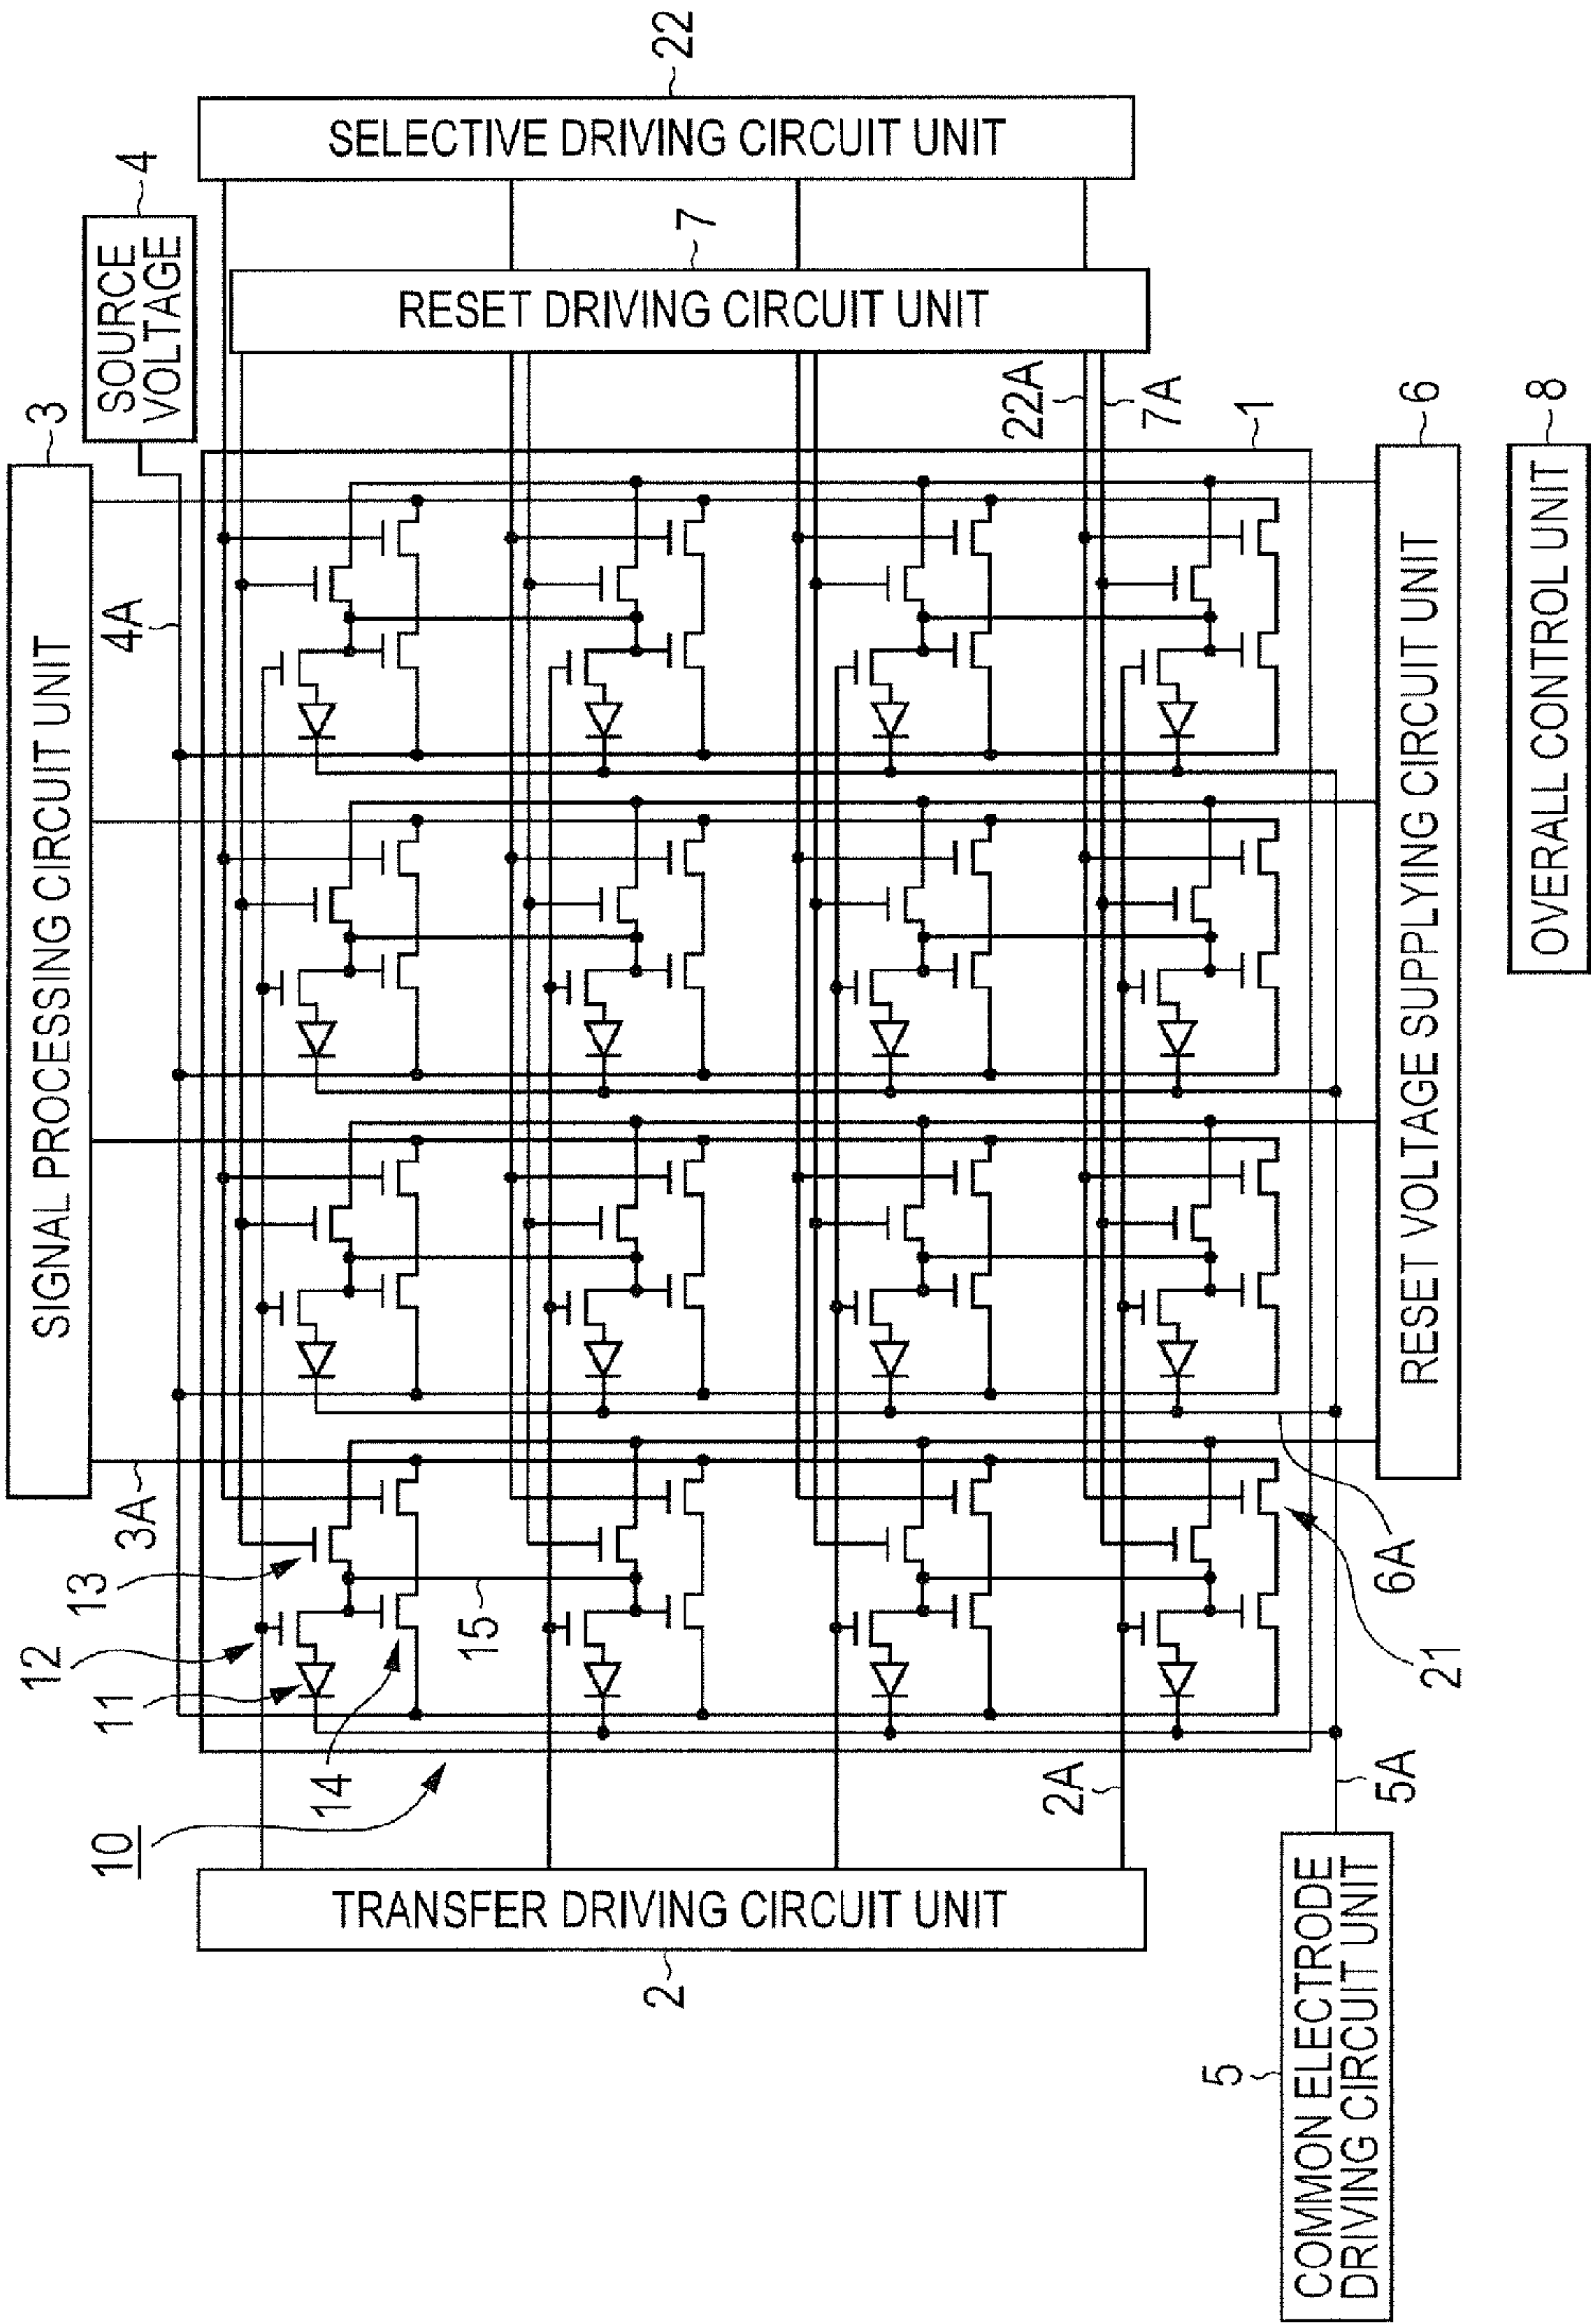 SIGNAL PROCESSING CIRCUIT UNIT
3
SOURCE
VOLTAGE
4
4A
3A
SELECTIVE DRIVING CIRCUIT UNIT
22
RESET DRIVING CIRCUIT UNIT
7
22A
7A
1
13
12
11
14
15
10
TRANSFER DRIVING CIRCUIT UNIT
2
2A
21
6A
5A
COMMON ELECTRODE
DRIVING CIRCUIT UNIT
5
RESET VOLTAGE SUPPLYING CIRCUIT UNIT
6
OVERALL CONTROL UNIT
8